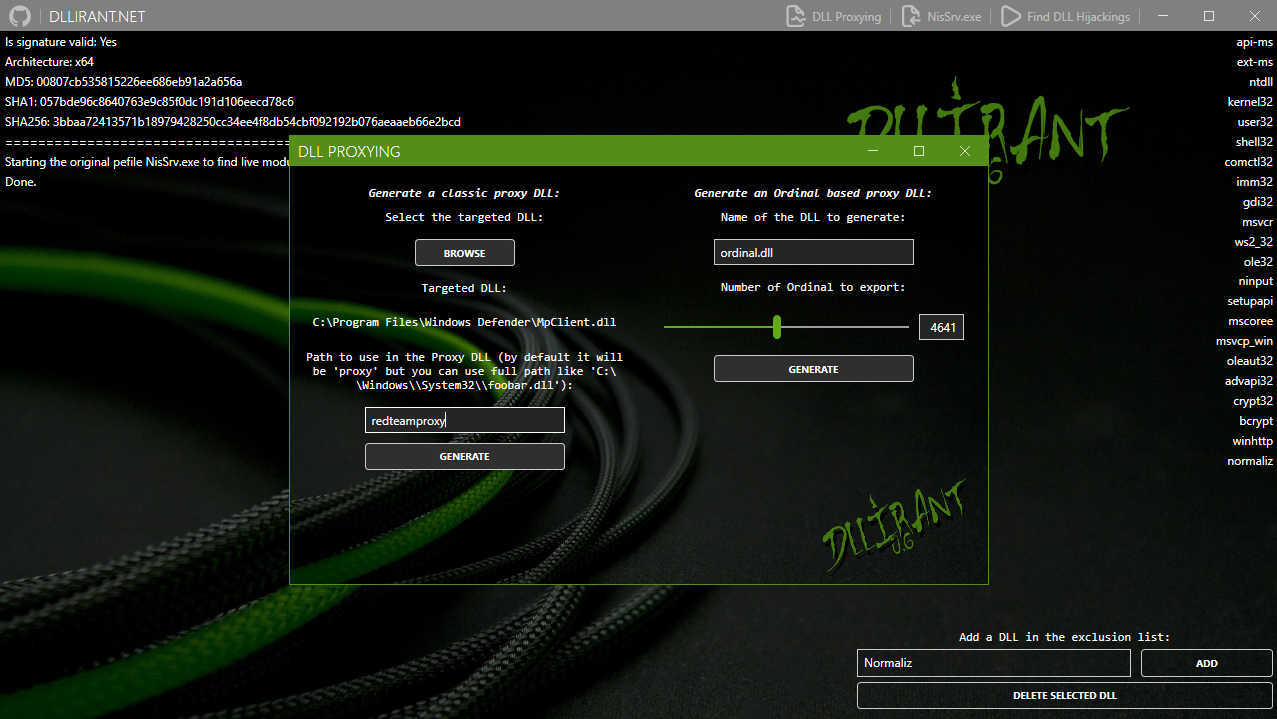 DLLIRANT.NET
DLL Proxying
NisSrv.exe
Find DLL Hijackings
Is signature valid: Yes
Architecture: x64
MD5: 00807cb535815226ee686eb91a2a656a
SHA1: 057bde96c8640763e9c85f0dc191d106eecd78c6
SHA256: 3bbaa72413571b18979428250cc34ee4f8db54cbf092192b076aeaaeb66e2bcd
Starting the original pefile NisSrv.exe to find live modu
Done.
DLLIRANT
DLL PROXYING
Generate a classic proxy DLL:
Select the targeted DLL:
BROWSE
Targeted DLL:
C:\Program Files\Windows Defender\MpClient.dll
Path to use in the Proxy DLL (by default it will
be 'proxy' but you can use full path like 'C:\
\Windows\\System32\\foobar.dll'):
redteamproxy
GENERATE
Generate an Ordinal based proxy DLL:
Name of the DLL to generate:
ordinal.dll
Number of Ordinal to export:
4641
GENERATE
DLLIRANT
0.6
api-ms
ext-ms
ntdll
kernel32
user32
shell32
comctl32
imm32
gdi32
msvcr
ws2_32
ole32
ninput
setupapi
mscoree
msvcp_win
oleaut32
advapi32
crypt32
bcrypt
winhttp
normaliz
Add a DLL in the exclusion list:
Normaliz
ADD
DELETE SELECTED DLL